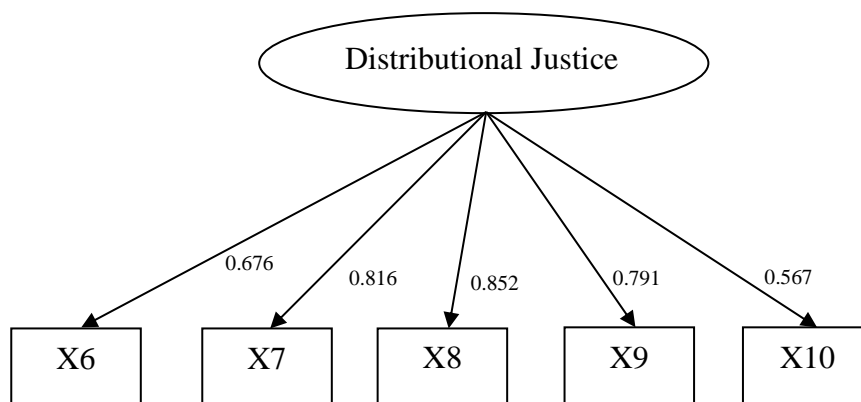 Distributional Justice
0.676
0.816
0.852
0.791
0.567
X6
X7
X8
X9
X10